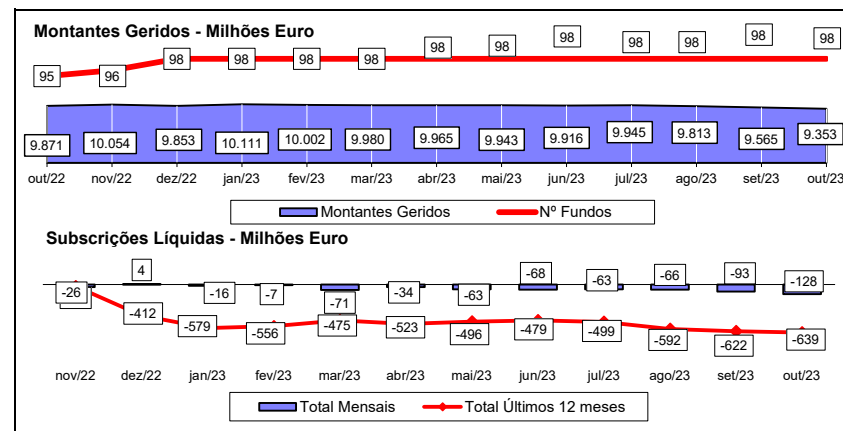 Montantes Geridos - Milhões Euro
95 96 98 98 98 98 98 98 98 98 98 98 98
9.871 10.054 9.853 10.111 10.002 9.980 9.965 9.943 9.916 9.945 9.813 9.565 9.353
out/22 nov/22 dez/22 jan/23 fev/23 mar/23 abr/23 mai/23 jun/23 jul/23 ago/23 set/23 out/23
Montantes Geridos Nº Fundos
Subscrições Líquidas - Milhões Euro
-26 4 -16 -7 -71 -34 -63 -68 -63 -66 -93 -128
-412 -579 -556 -475 -523 -496 -479 -499 -592 -622 -639
nov/22 dez/22 jan/23 fev/23 mar/23 abr/23 mai/23 jun/23 jul/23 ago/23 set/23 out/23
Total Mensais Total Últimos 12 meses